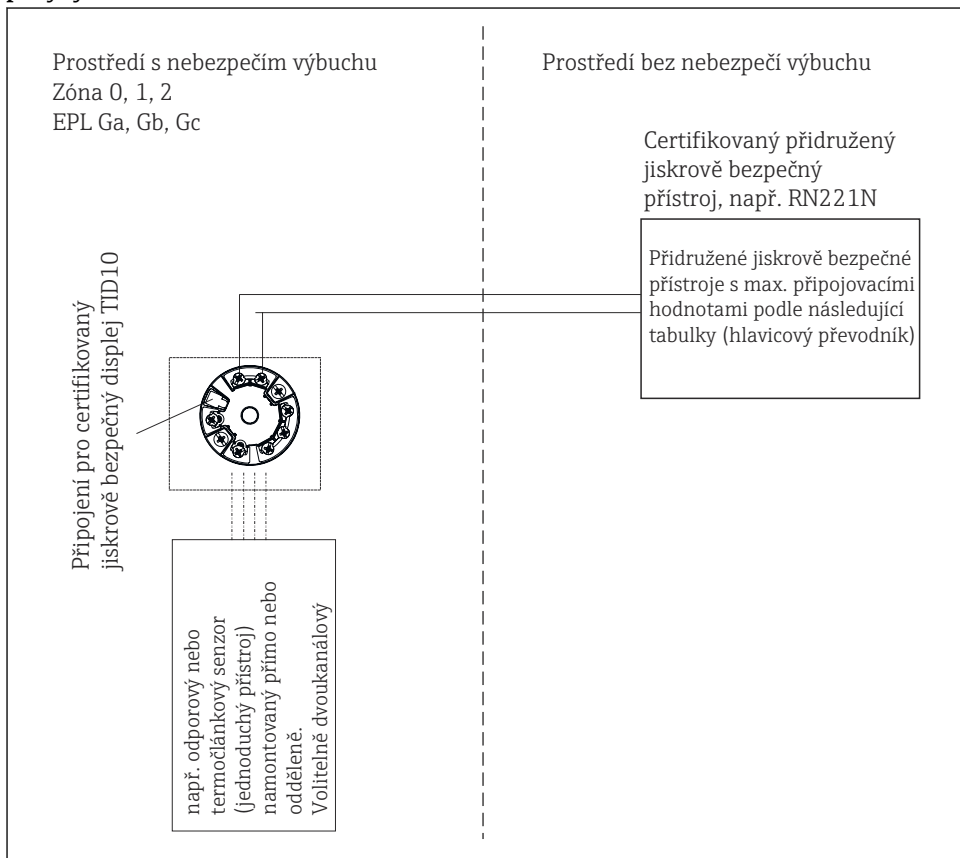 Prostředí s nebezpečím výbuchu
Zóna 0, 1, 2
EPL Ga, Gb, Gc
Prostředí bez nebezpečí výbuchu
Certifikovaný přidružený
jiskrově bezpečný
přístroj, např. RN221N
Přidružené jiskrově bezpečné
přístroje s max. připojovacími
hodnotami podle následující
tabulky (hlavicový převodník)
Připojení pro certifikovaný
jiskrově bezpečný displej TID10
např. odporový nebo
termočlánkový senzor
(jednoduchý přístroj)
namontovaný přímo nebo
odděleně.
Volitelně dvoukanálový